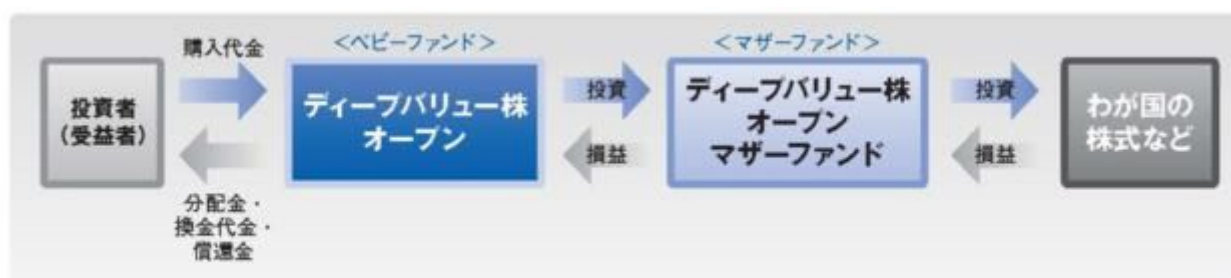 購入代金
<ベビーファンド>
<マザーファンド>
投資者
(受益者)
ディープバリュー株
オープン
投資
損益
ディープバリュー株
オープン
マザーファンド
投資
損益
わが国の
株式など
分配金・
換金代金・
償還金